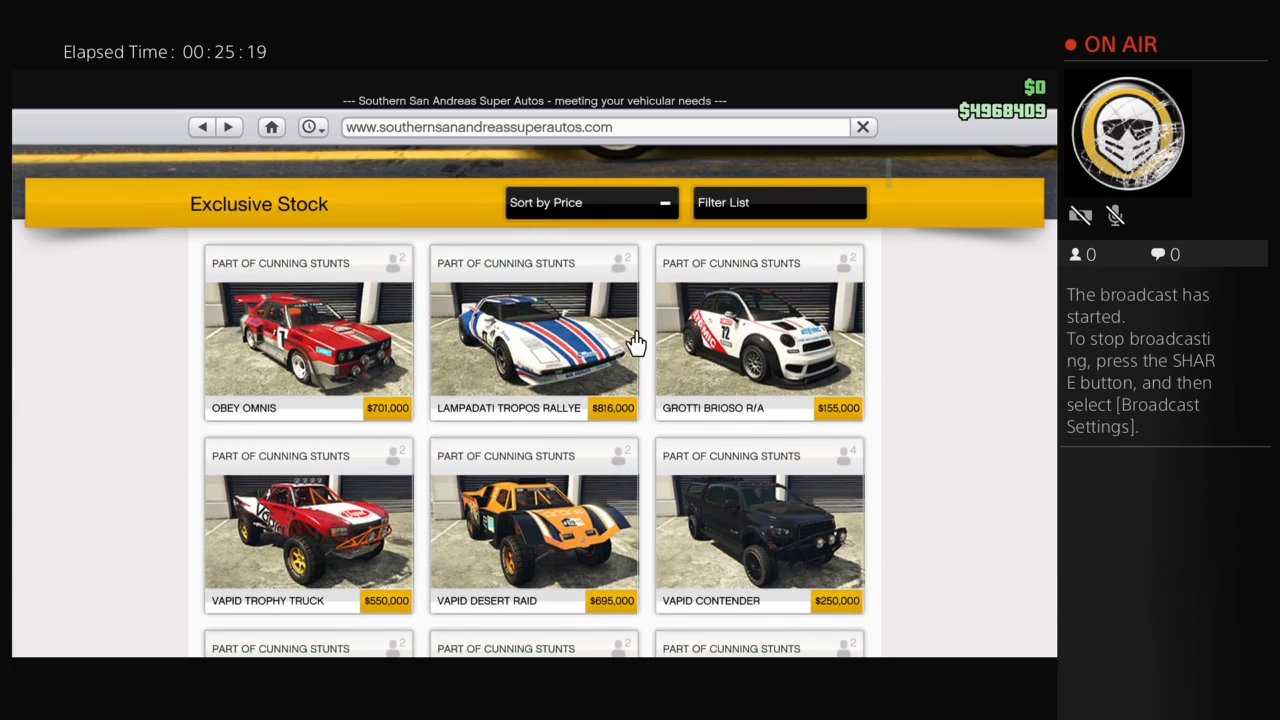 Elapsed Time : 00 : 25 : 19
ON AIR
$0
$4968409
--- Southern San Andreas Super Autos - meeting your vehicular needs ---
www.southernsanandreassuperautos.com
Exclusive Stock
Sort by Price
Filter List
0
0
The broadcast has
started.
To stop broadcasti
ng, press the SHAR
E button, and then
select [Broadcast
Settings].
PART OF CUNNING STUNTS 2
PART OF CUNNING STUNTS 2
PART OF CUNNING STUNTS 2
OBEY OMNIS $701,000
LAMPADATI TROPOS RALLYE $816,000
GROTTI BRIOSO R/A $155,000
PART OF CUNNING STUNTS 2
PART OF CUNNING STUNTS 2
PART OF CUNNING STUNTS 4
VAPID TROPHY TRUCK $550,000
VAPID DESERT RAID $695,000
VAPID CONTENDER $250,000
PART OF CUNNING STUNTS 2
PART OF CUNNING STUNTS 2
PART OF CUNNING STUNTS 2